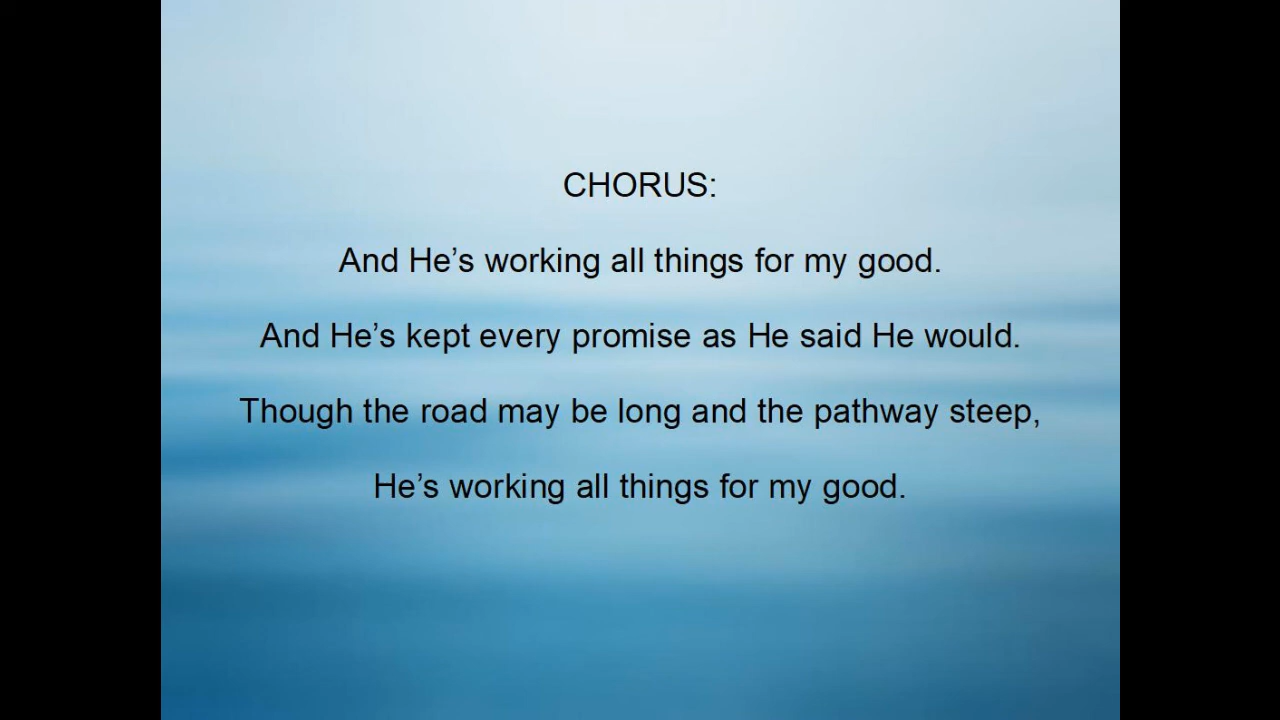 CHORUS:
And He’s working all things for my good.
And He’s kept every promise as He said He would.
Though the road may be long and the pathway steep,
He’s working all things for my good.